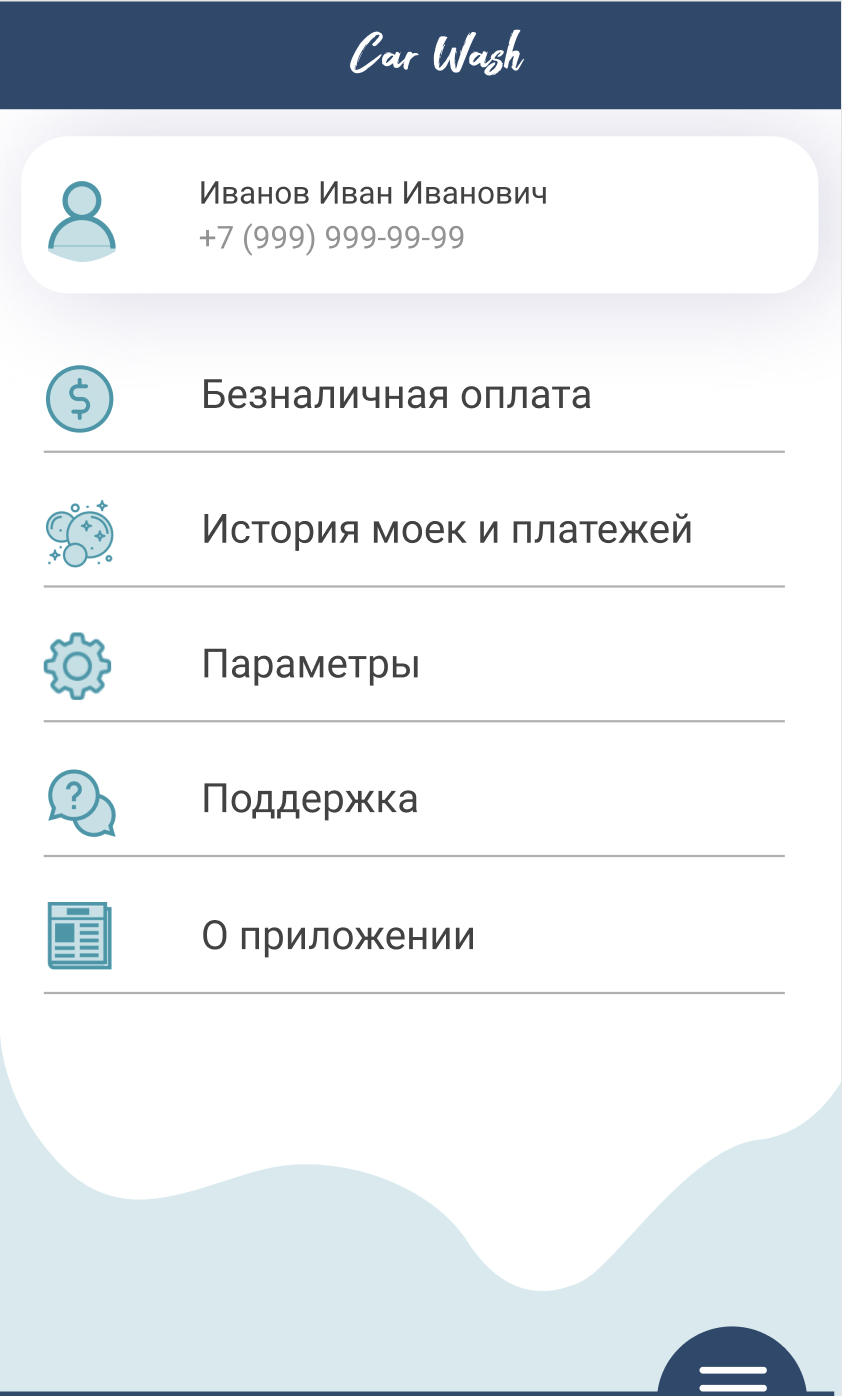 Car Wash
Иванов Иван Иванович
+7 (999) 999-99-99
$
Безналичная оплата
История моек и платежей
Параметры
?
Поддержка
О приложении